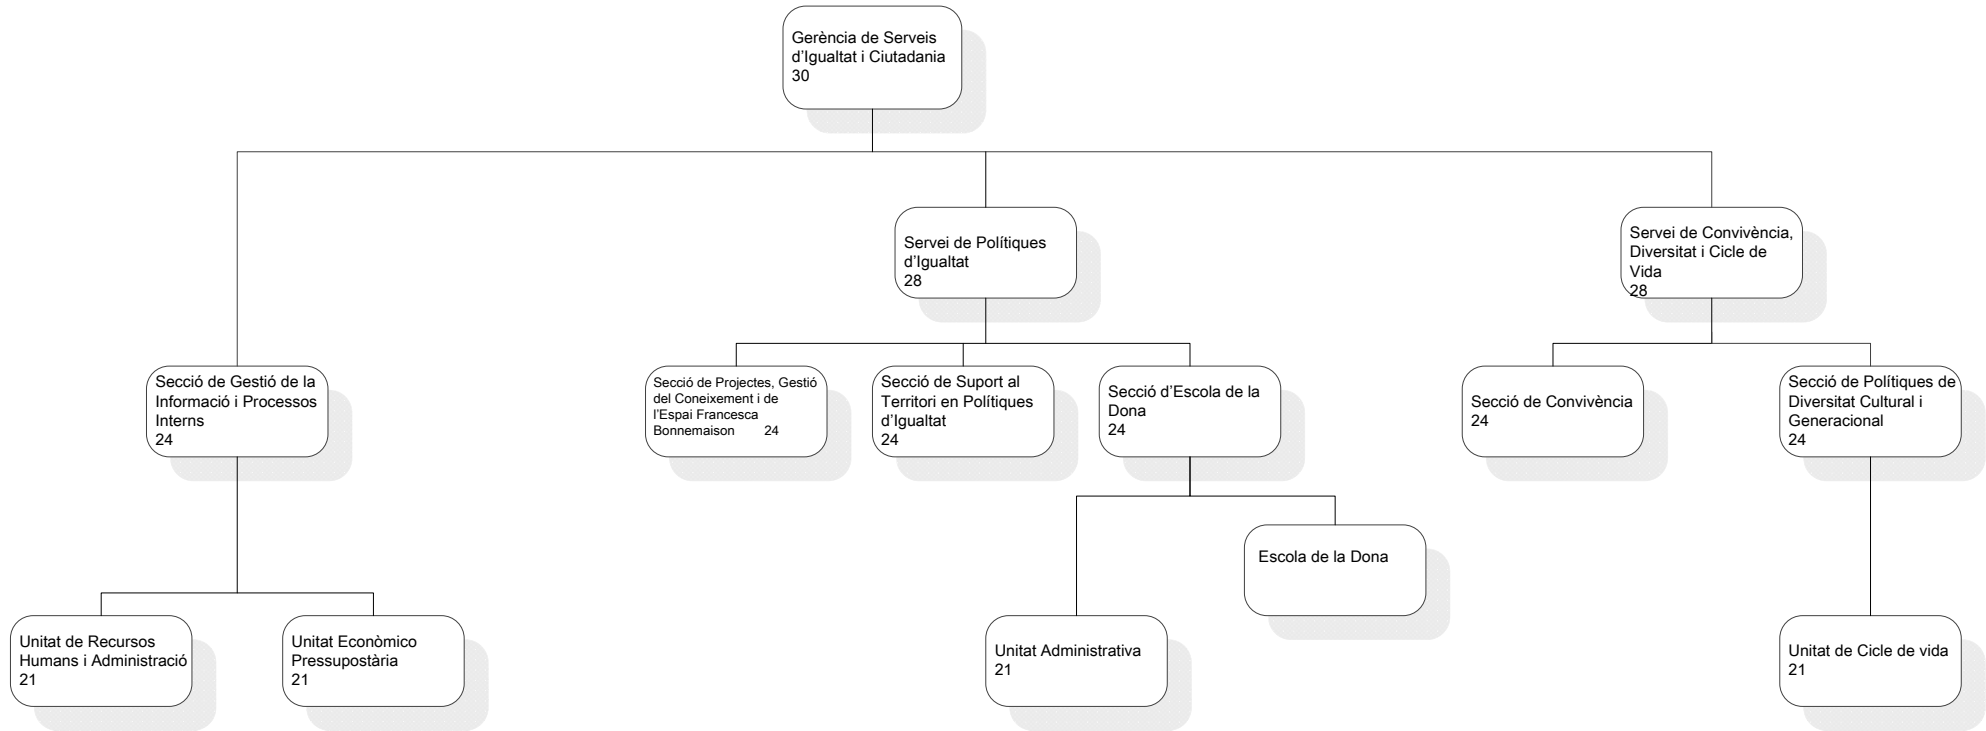 Gerència de Serveis
d’Igualtat i Ciutadania
30
Servei de Polítiques
d’Igualtat
28
Servei de Convivència,
Diversitat i Cicle de
Vida
28
Secció de Gestió de la
Informació i Processos
Interns
24
Secció de Projectes, Gestió
del Coneixement i de
l’Espai Francesca
Bonnemaison 24
Secció de Suport al
Territori en Polítiques
d’Igualtat
24
Secció d’Escola de la
Dona
24
Secció de Convivència
24
Secció de Polítiques de
Diversitat Cultural i
Generacional
24
Escola de la Dona
Unitat de Recursos
Humans i Administració
21
Unitat Econòmico
Pressupostària
21
Unitat Administrativa
21
Unitat de Cicle de vida
21